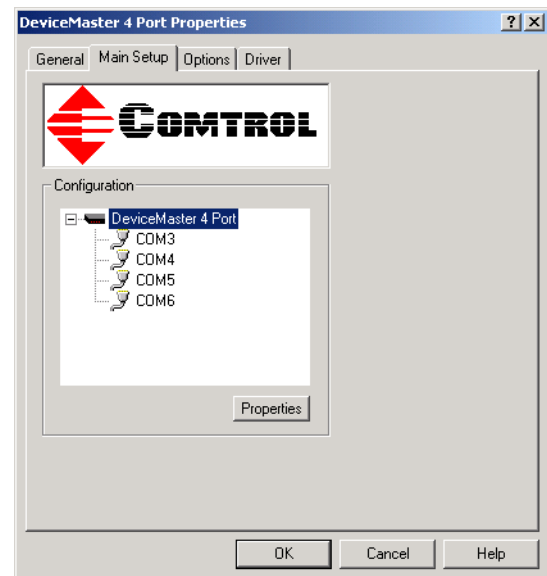 DeviceMaster 4 Port Properties
General Main Setup Options Driver
COMTROL
Configuration
DeviceMaster 4 Port
COM3
COM4
COM5
COM6
Properties
OK Cancel Help